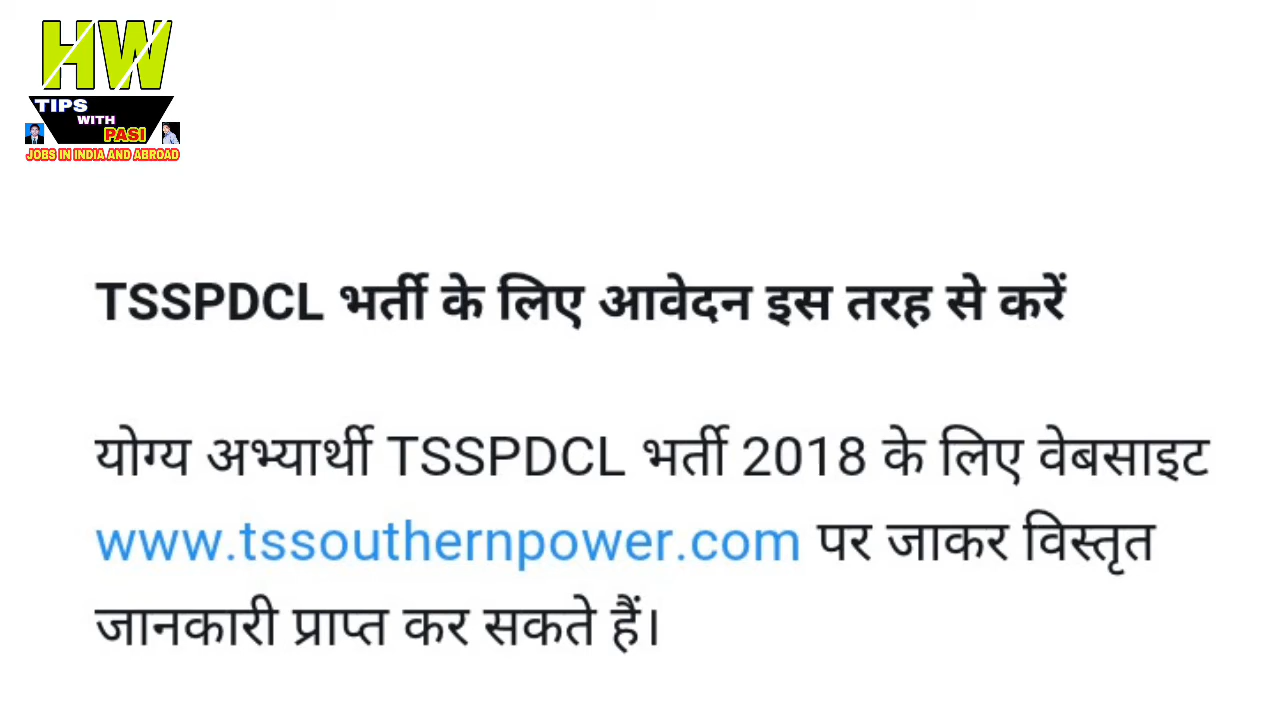 HW
TIPS
WITH
PASI
JOBS IN INDIA AND ABROAD
TSSPDCL भर्ती के लिए आवेदन इस तरह से करें
योग्य अभ्यार्थी TSSPDCL भर्ती 2018 के लिए वेबसाइट
www.tssouthernpower.com पर जाकर विस्तृत
जानकारी प्राप्त कर सकते हैं।